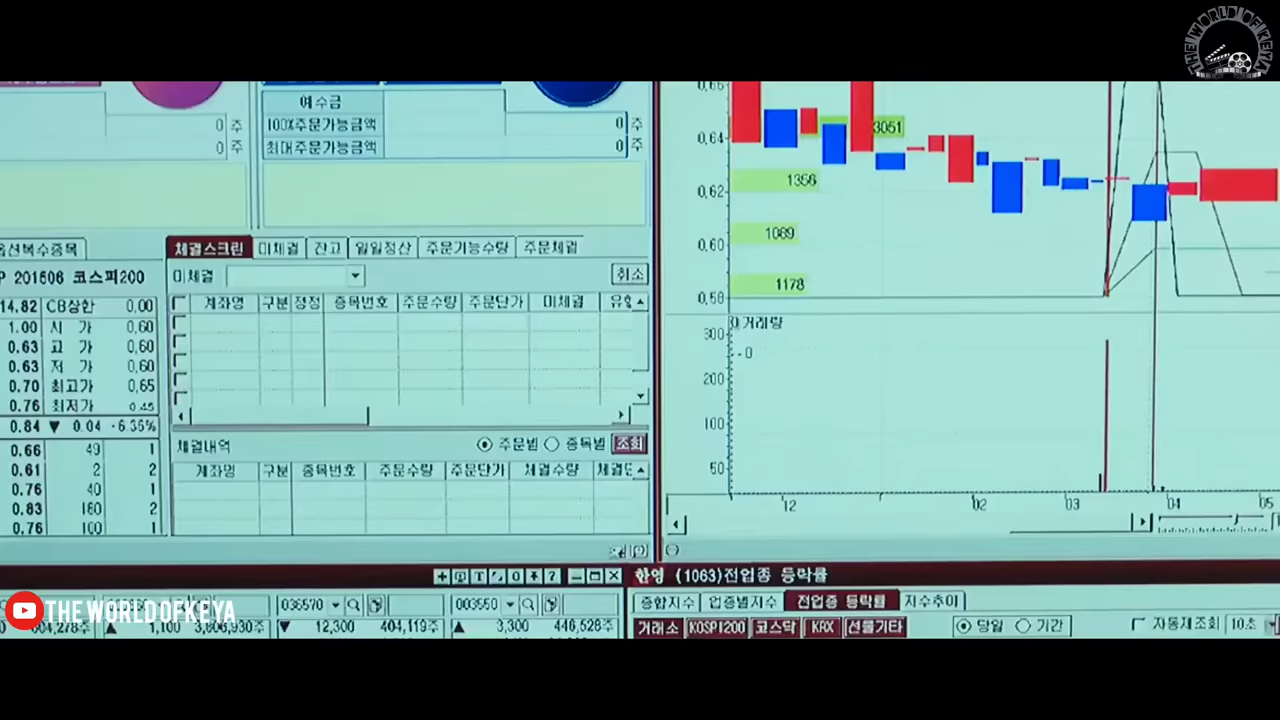 THE WORLD OF KEYA
예수금
100%주문가능금액 0 주
최대주문가능금액 0 주
0 주
0 주
옵션복수종목
체결스크린 미체결 잔고 일일정산 주문가능수량 주문체결
P 201606 코스피200
미체결 취소
계좌명 구분 정정 종목번호 주문수량 주문단가 미체결
14.82 CB상한 0.00
1.00 시 가 0.60
0.63 고 가 0.60
0.63 저 가 0.60
0.70 최고가 0.65
0.76 최저가 0.45
0.84 ▼ 0.04 -6.36%
0.66 49 1
0.61 2 2
0.76 40 1
0.83 160 2
0.76 100 1
체결내역 주문별 종목별 조회
계좌명 구분 종목번호 주문수량 주문단가 체결수량
0.66
0.64
0.62
0.60
0.50
3051
1356
1089
1178
거래량
300
-0
200
100
50
12 02 03 04 05
한영 (1063)전업종 등락률
036570 003550
종합지수 업종별지수 전업종 등락률 지수추이
THE WORLD OF KEYA
604,278주 ▲ 1,100 3,806,930주 ▼ 12,300 404,119주 ▲ 3,300 446,528주
거래소 KOSPI200 코스닥 KRX 선물기타 당일 기간 자동재조회 10초